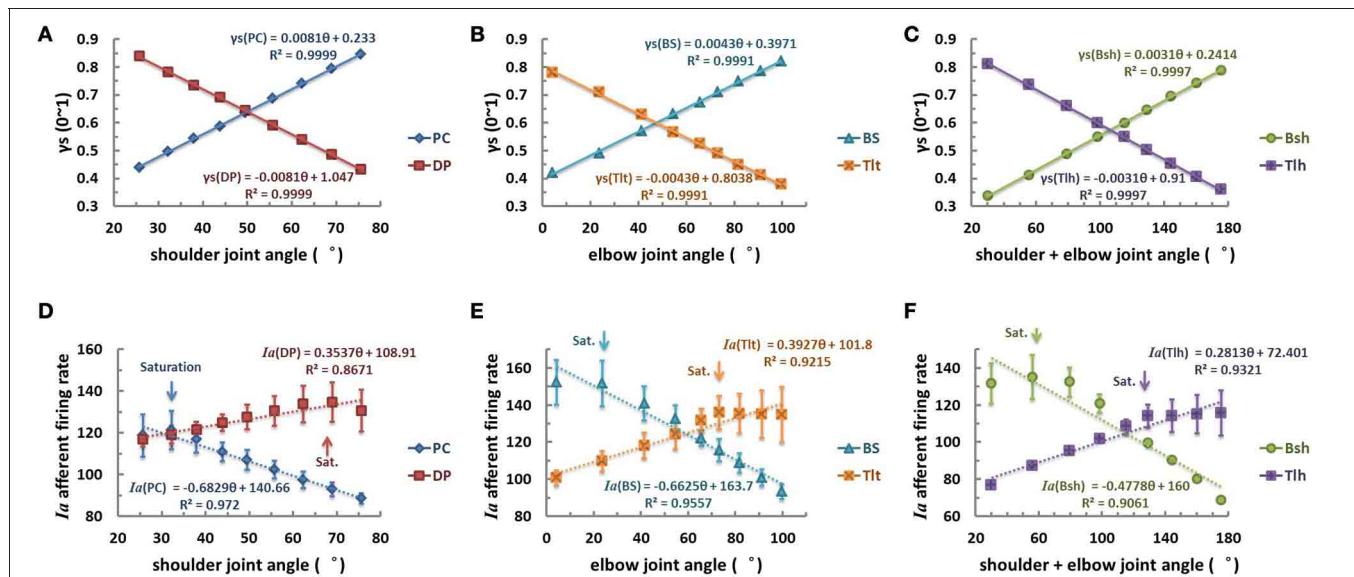 A
γs(PC) = 0.0081θ + 0.233
R² = 0.9999
0.9
0.8
0.7
0.6
0.5
0.4
0.3
γs (0~1)
PC
DP
γs(DP) = -0.0081θ + 1.047
R² = 0.9999
20 30 40 50 60 70 80
shoulder joint angle ( °)
B
γs(BS) = 0.0043θ + 0.3971
R² = 0.9991
0.9
0.8
0.7
0.6
0.5
0.4
0.3
γs (0~1)
BS
Tlt
γs(Tlt) = -0.0043θ + 0.8038
R² = 0.9991
0 20 40 60 80 100
elbow joint angle ( °)
C
γs(Bsh) = 0.0031θ + 0.2414
R² = 0.9997
0.9
0.8
0.7
0.6
0.5
0.4
0.3
γs (0~1)
Bsh
Tlh
γs(Tlh) = -0.0031θ + 0.91
R² = 0.9997
20 60 100 140 180
shoulder + elbow joint angle ( °)
D
160
140
120
100
80
Ia afferent firing rate
Saturation
Ia(DP) = 0.3537θ + 108.91
R² = 0.8671
Sat.
PC
DP
Ia(PC) = -0.6829θ + 140.66
R² = 0.972
20 30 40 50 60 70 80
shoulder joint angle ( °)
E
180
160
140
120
100
80
Ia afferent firing rate
Sat.
Ia(Tlt) = 0.3927θ + 101.8
R² = 0.9215
Sat.
BS
Tlt
Ia(BS) = -0.6625θ + 163.7
R² = 0.9557
0 20 40 60 80 100
elbow joint angle ( °)
F
160
140
120
100
80
60
Ia afferent firing rate
Sat.
Ia(Tlh) = 0.2813θ + 72.401
R² = 0.9321
Sat.
Bsh
Tlh
Ia(Bsh) = -0.4778θ + 160
R² = 0.9061
20 60 100 140 180
shoulder + elbow joint angle ( °)